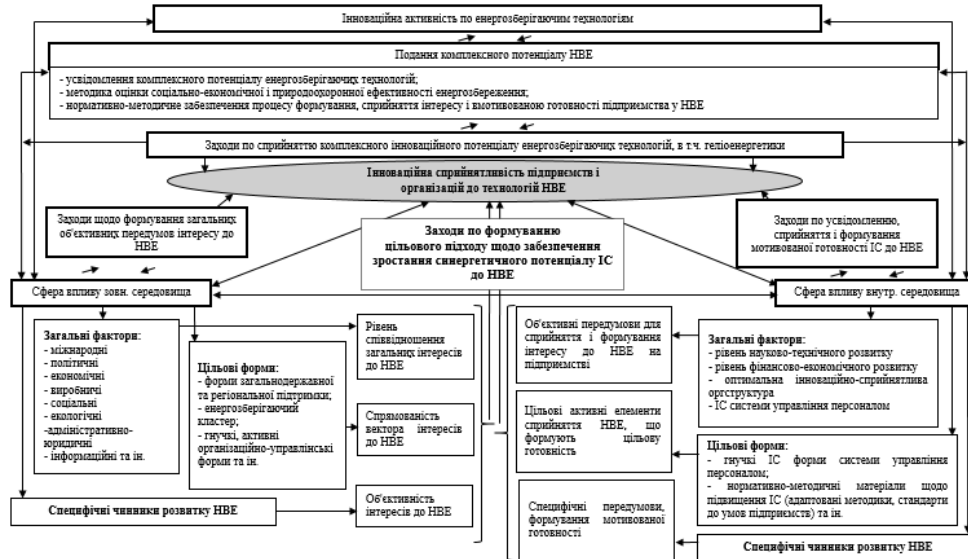 Інноваційна активність по енергозберігаючим технологіям
Подання комплексного потенціалу НВЕ
- усвідомлення комплексного потенціалу енергозберігаючих технологій;
- методика оцінки соціально-економічної і природоохоронної ефективності енергозбереження;
- нормативно-методичне забезпечення процесу формування, сприйняття інтересу і вмотивованою готовності підприємства у НВЕ
Заходи по сприйняттю комплексного інноваційного потенціалу енергозберігаючих технологій, в т.ч. геліоенергетики
Інноваційна сприйнятливість підприємств і
організацій до технологій НВЕ
Заходи щодо формування загальних
об'єктивних передумов інтересу до
НВЕ
Заходи по формуванню
цільового підходу щодо забезпечення
зростання синергетичного потенціалу ІС
до НВЕ
Заходи по усвідомленню,
сприйняття і формування
мотивованої готовності ІС до НВЕ
Сфера впливу зовн. середовища
Сфера впливу внутр. середовища
Загальні фактори:
- міжнародні
- політичні
- економічні
- виробничі
- соціальні
- екологічні
-адміністративно-
юридичні
- інформаційні та ін.
Цільові форми:
- форми загальнодержавної
та регіональної підтримки;
- енергозберігаючий
кластер;
- гнучкі, активні
організаційно-управлінські
форми та ін.
Рівень
співвідношення
загальних інтересів
до НВЕ
Спрямованість
вектора інтересів
до НВЕ
Об'єктивність
інтересів до НВЕ
Специфічні чинники розвитку НВЕ
Об'єктивні передумови для
сприйняття і формування
інтересу до НВЕ на
підприємстві
Цільові активні елементи
сприйняття НВЕ, що
формують цільову
готовність
Специфічні передумови,
формування мотивованої
готовності
Загальні фактори:
- рівень науково-технічного розвитку
- рівень фінансово-економічного розвитку
- оптимальна інноваційно-сприйнятлива
оргструктура
- ІС системи управління персоналом
Цільові форми:
- гнучкі ІС форми системи управління
персоналом;
- нормативно-методичні матеріали щодо
підвищення ІС (адаптовані методики, стандарти
до умов підприємств) та ін.
Специфічні чинники розвитку НВЕ